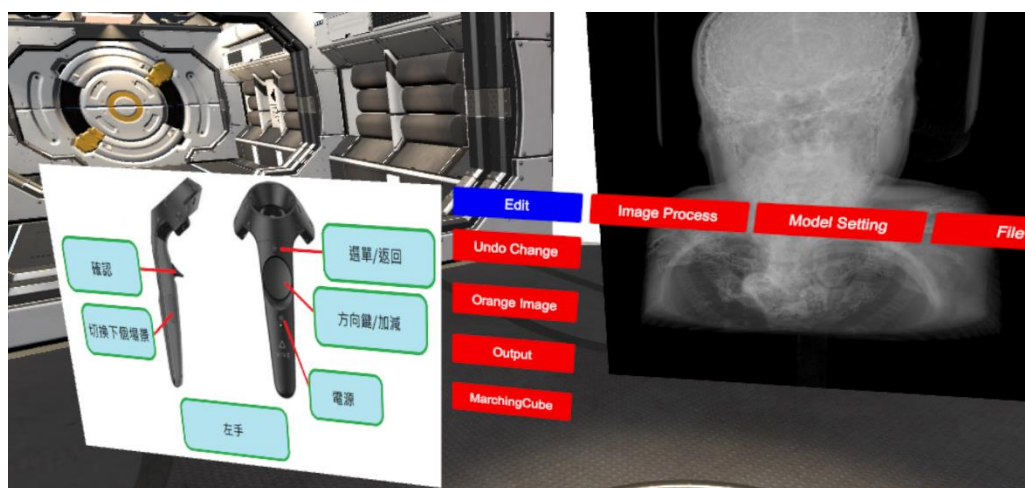 Edit
Image Process
Model Setting
File
Undo Change
Orange Image
Output
MarchingCube
確認
切換下個場景
選單/返回
方向鍵/加減
電源
左手